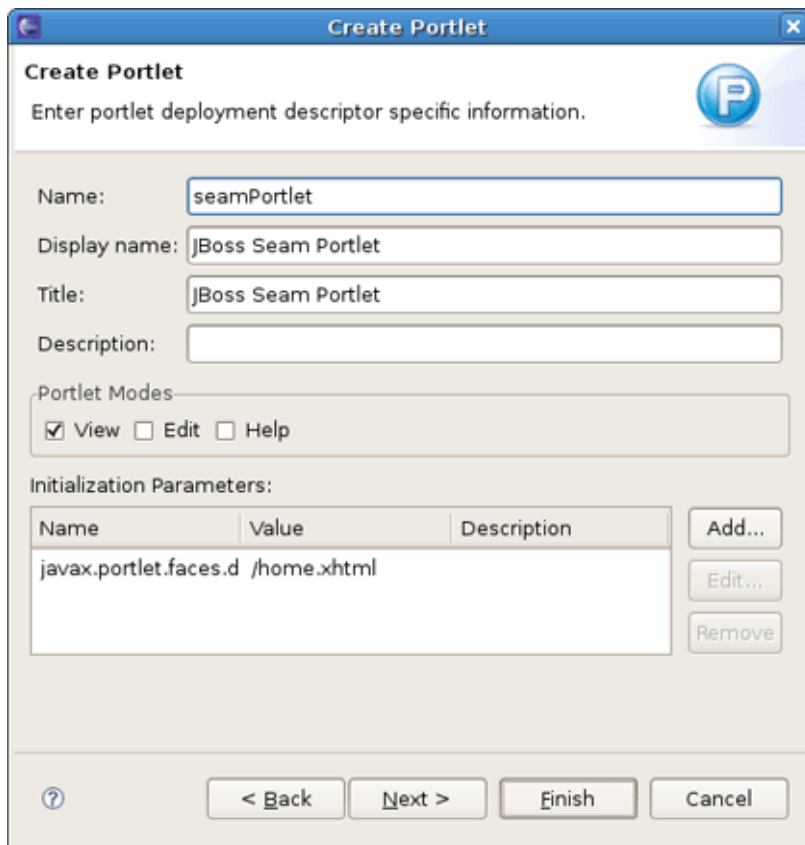 Create Portlet
Create Portlet
Enter portlet deployment descriptor specific information.
P
Name: seamPortlet
Display name: JBoss Seam Portlet
Title: JBoss Seam Portlet
Description:
Portlet Modes
View Edit Help
Initialization Parameters:
Name Value Description Add...
javax.portlet.faces.d /home.xhtml
Edit...
Remove
? < Back Next > Finish Cancel